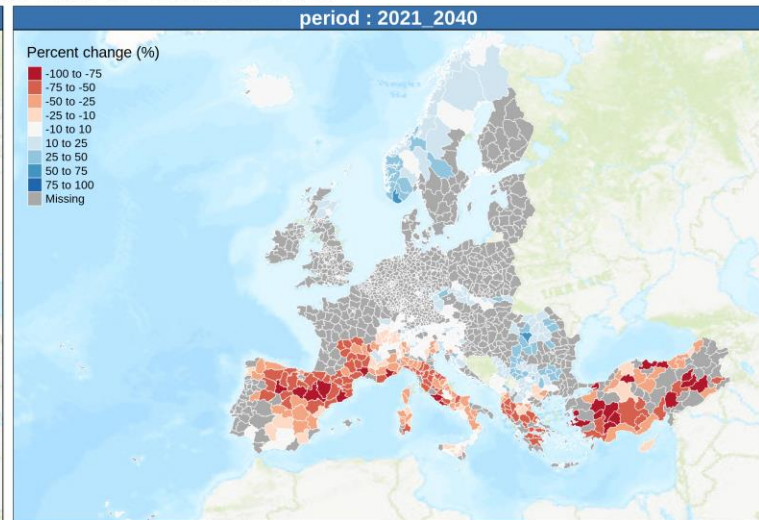 period : 2021_2040
Percent change (%)
-100 to -75
-75 to -50
-50 to -25
-25 to -10
-10 to 10
10 to 25
25 to 50
50 to 75
75 to 100
Missing